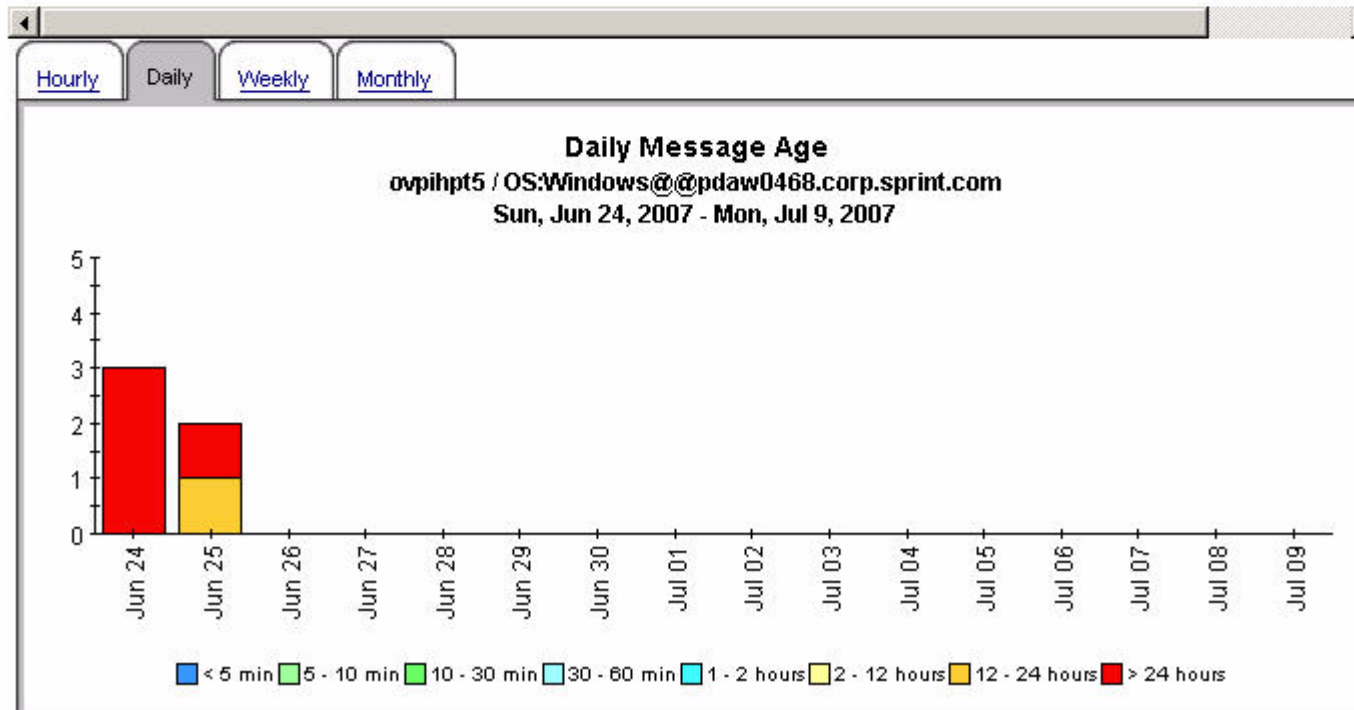 Hourly Daily Weekly Monthly
Daily Message Age
ovpihpt5 / OS:Windows@@pdaw0468.corp.sprint.com
Sun, Jun 24, 2007 - Mon, Jul 9, 2007
5
4
3
2
1
0
Jun 24 Jun 25 Jun 26 Jun 27 Jun 28 Jun 29 Jun 30 Jul 01 Jul 02 Jul 03 Jul 04 Jul 05 Jul 06 Jul 07 Jul 08 Jul 09
< 5 min 5 - 10 min 10 - 30 min 30 - 60 min 1 - 2 hours 2 - 12 hours 12 - 24 hours > 24 hours